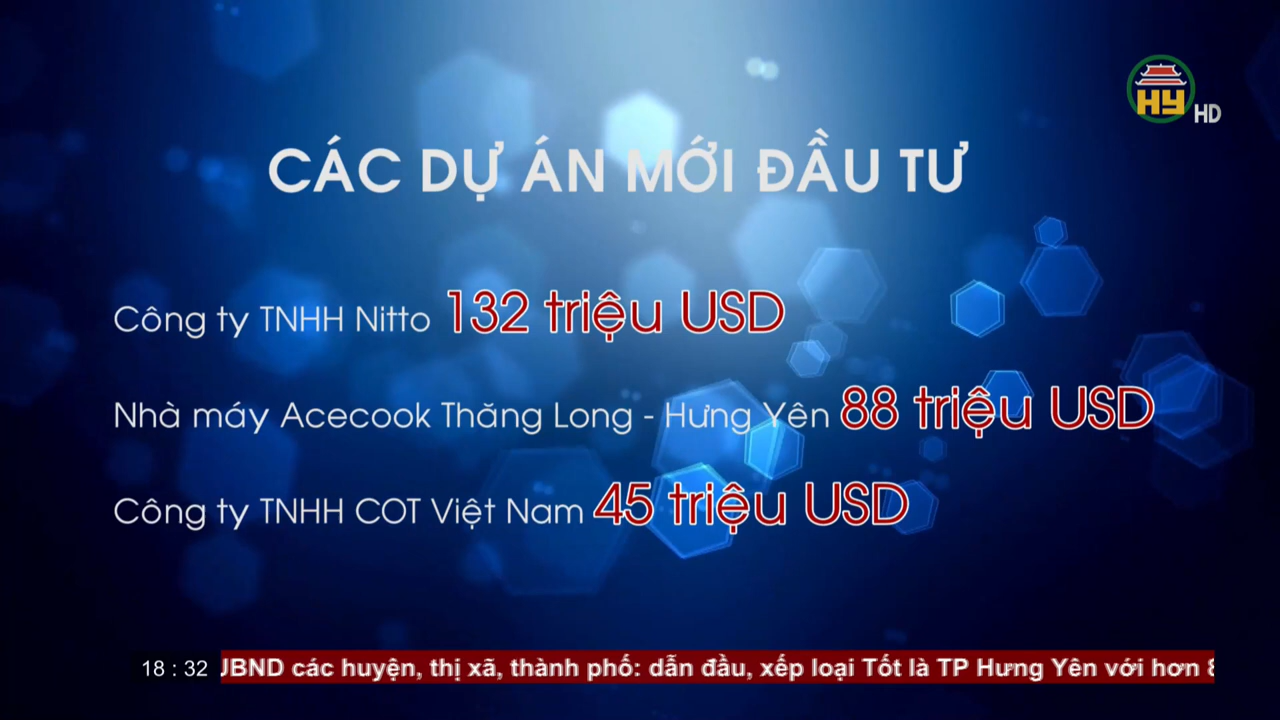 HY HD
CÁC DỰ ÁN MỚI ĐẦU TƯ
Công ty TNHH Nitto 132 triệu USD
Nhà máy Acecook Thăng Long - Hưng Yên 88 triệu USD
Công ty TNHH COT Việt Nam 45 triệu USD
18 : 32 UBND các huyện, thị xã, thành phố: dẫn đầu, xếp loại Tốt là TP Hưng Yên với hơn